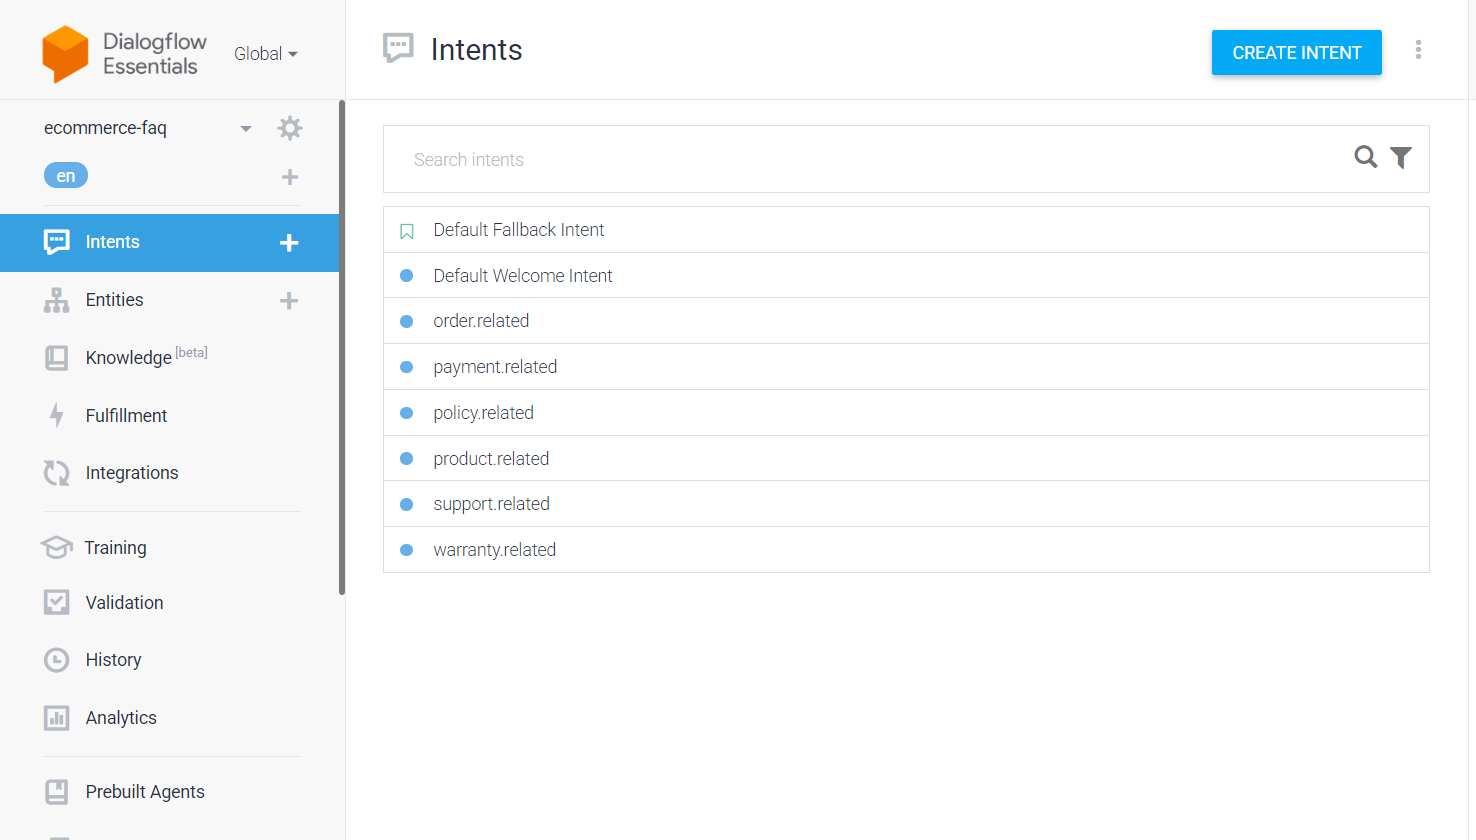 Dialogflow
Essentials
Global
ecommerce-faq
en
Intents
Entities
Knowledge [beta]
Fulfillment
Integrations
Training
Validation
History
Analytics
Prebuilt Agents
Intents
CREATE INTENT
Search intents
Default Fallback Intent
Default Welcome Intent
order.related
payment.related
policy.related
product.related
support.related
warranty.related